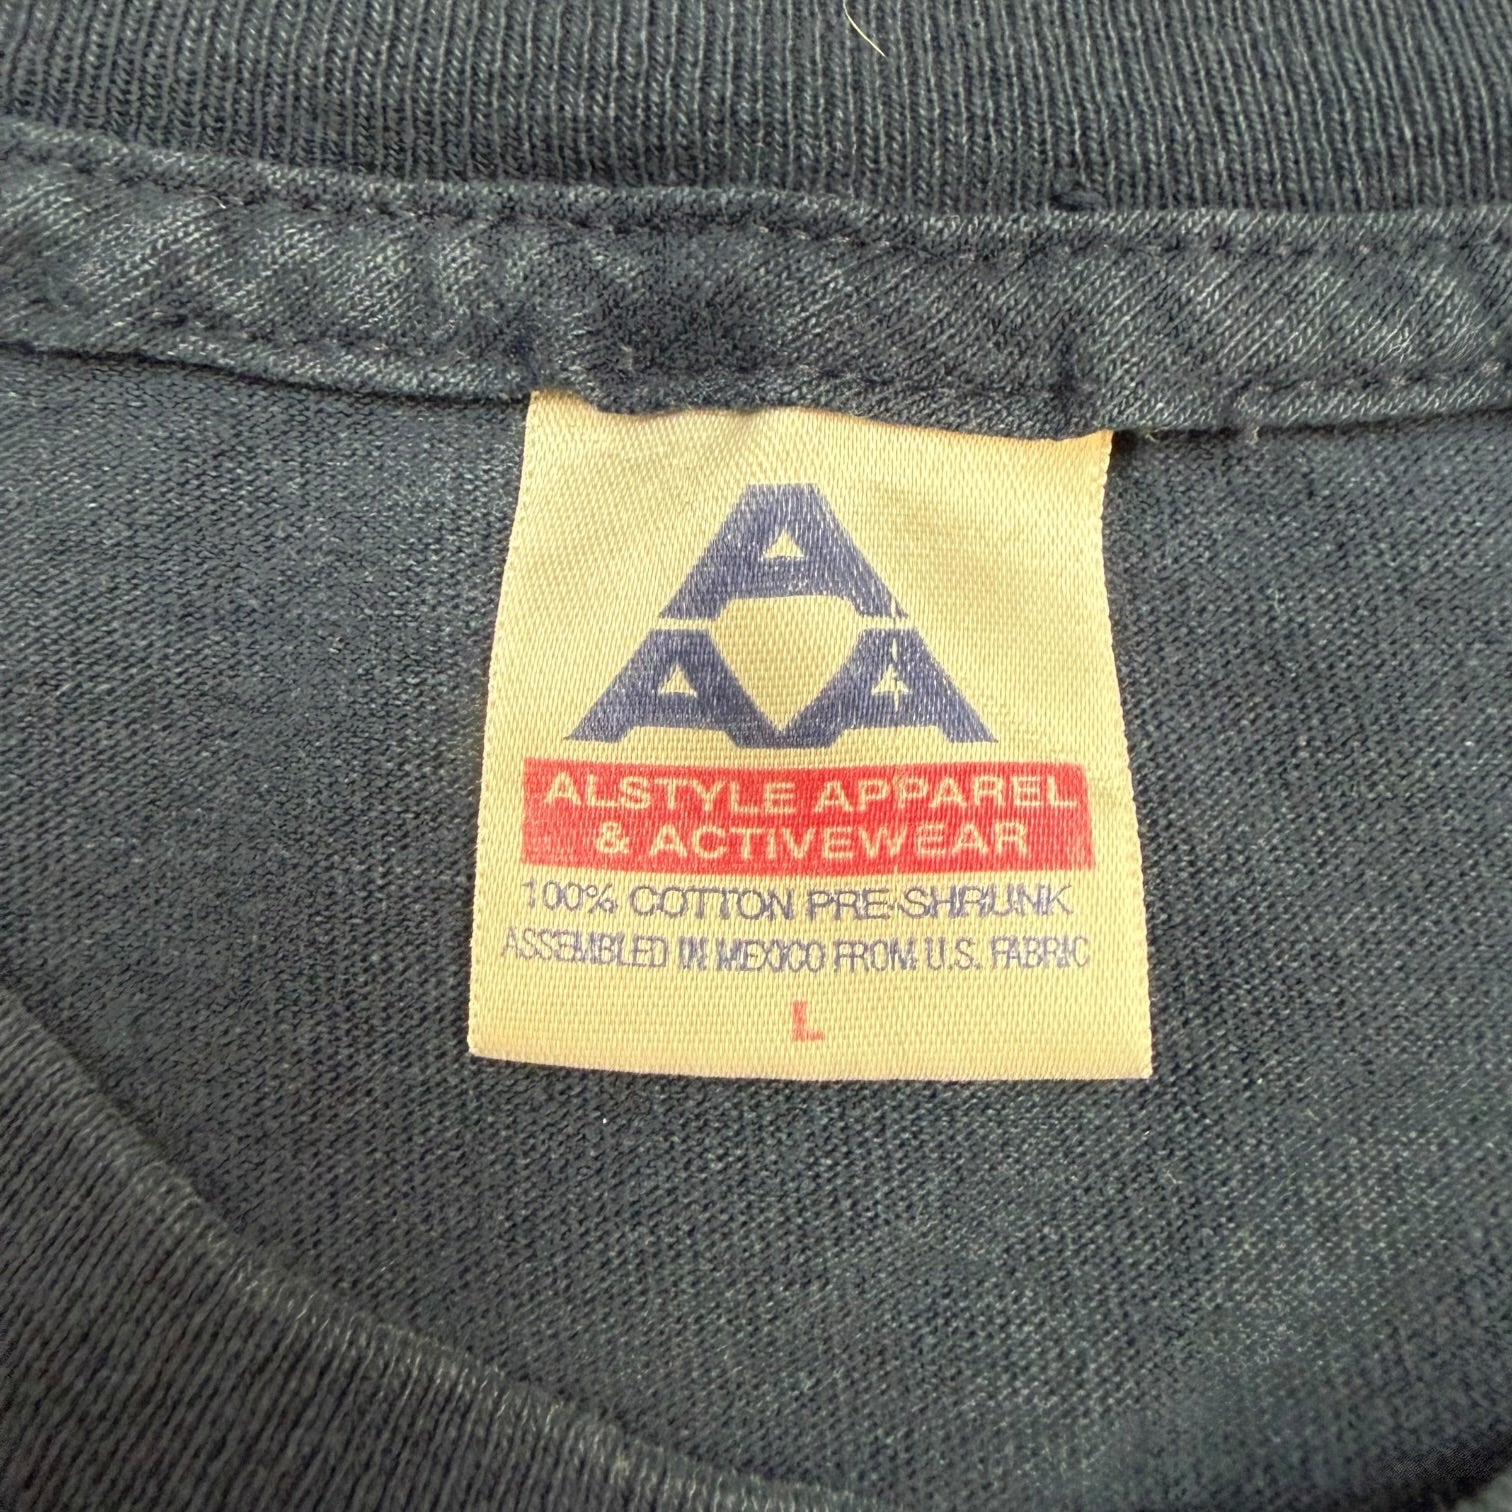 A
A A
ALSTYLE APPAREL
& ACTIVEWEAR
100% COTTON PRE-SHRUNK
ASSEMBLED IN MEXICO FROM U.S. FABRIC
L